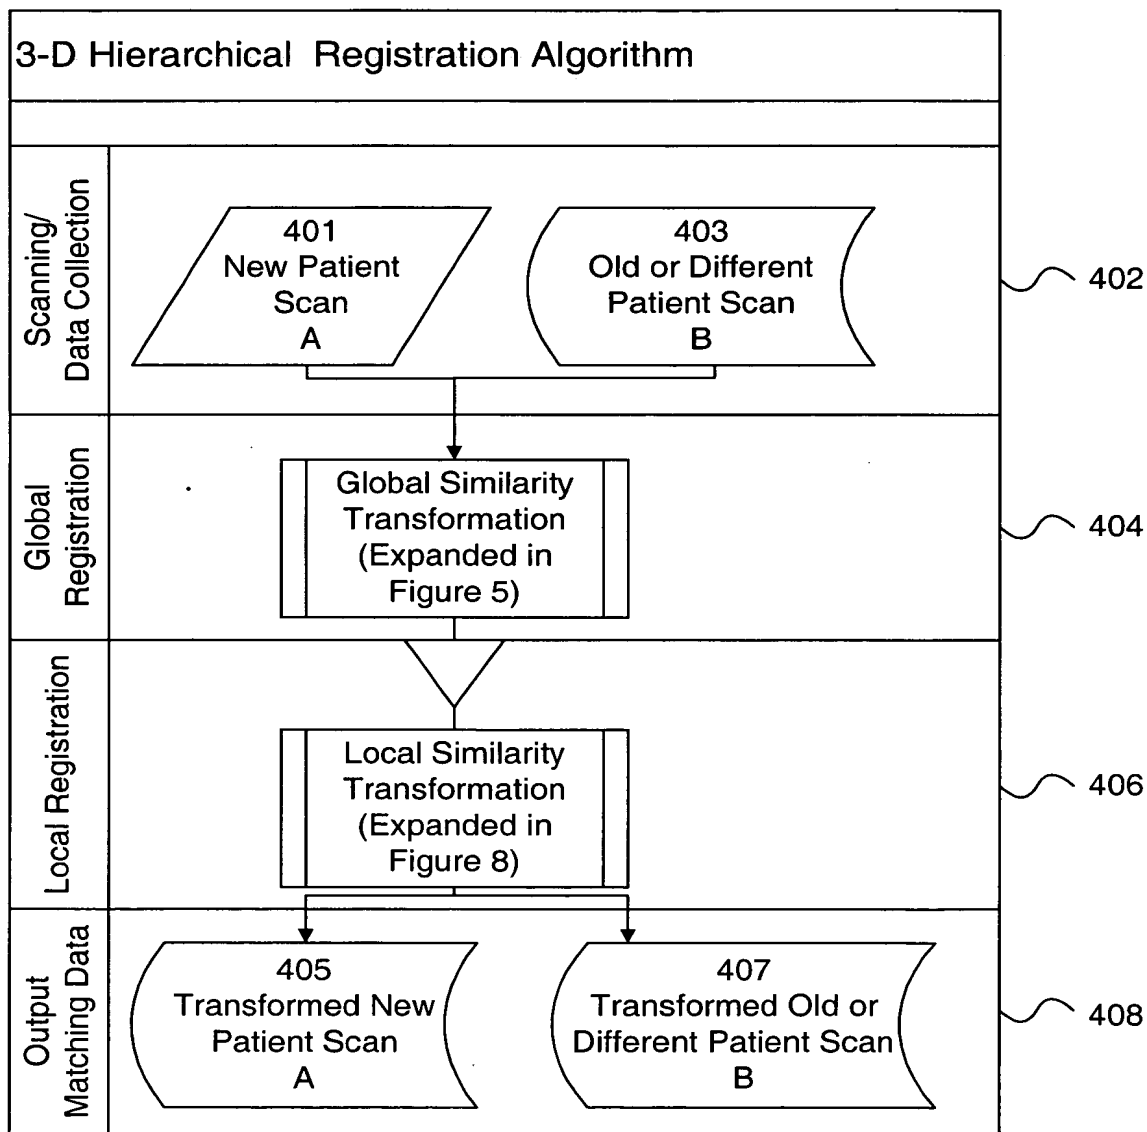 3-D Hierarchical Registration Algorithm
Scanning/
Data Collection
401
New Patient
Scan
A
403
Old or Different
Patient Scan
B
402
Global
Registration
Global Similarity
Transformation
(Expanded in
Figure 5)
404
Local Registration
Local Similarity
Transformation
(Expanded in
Figure 8)
406
Output
Matching Data
405
Transformed New
Patient Scan
A
407
Transformed Old or
Different Patient Scan
B
408